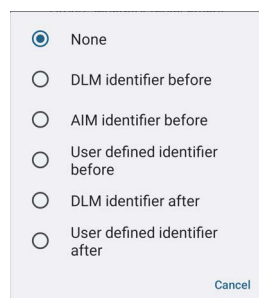 None
DLM identifier before
AIM identifier before
User defined identifier
before
DLM identifier after
User defined identifier
after
Cancel